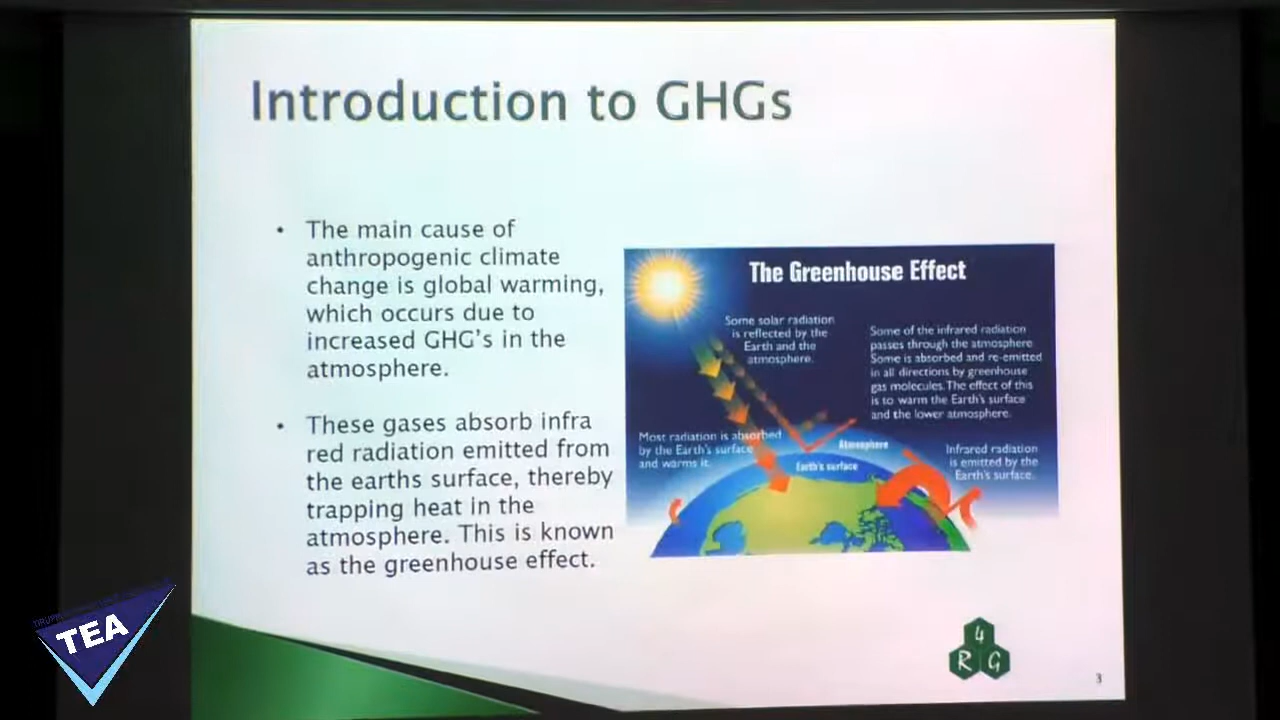 Introduction to GHGs
• The main cause of
anthropogenic climate
change is global warming,
which occurs due to
increased GHG's in the
atmosphere.
• These gases absorb infra
red radiation emitted from
the earths surface, thereby
trapping heat in the
atmosphere. This is known
as the greenhouse effect.
The Greenhouse Effect
Some solar radiation
is reflected by the
Earth and the
atmosphere.
Some of the infrared radiation
passes through the atmosphere
Some is absorbed and re-emitted
in all directions by greenhouse
gas molecules. The effect of this
is to warm the Earth's surface
and the lower atmosphere.
Most radiation is absorbed
by the Earth's surface
and warms it.
Atmosphere
Earth's surface
Infrared radiation
is emitted by the
Earth's surface.
4
R G
3
TEA